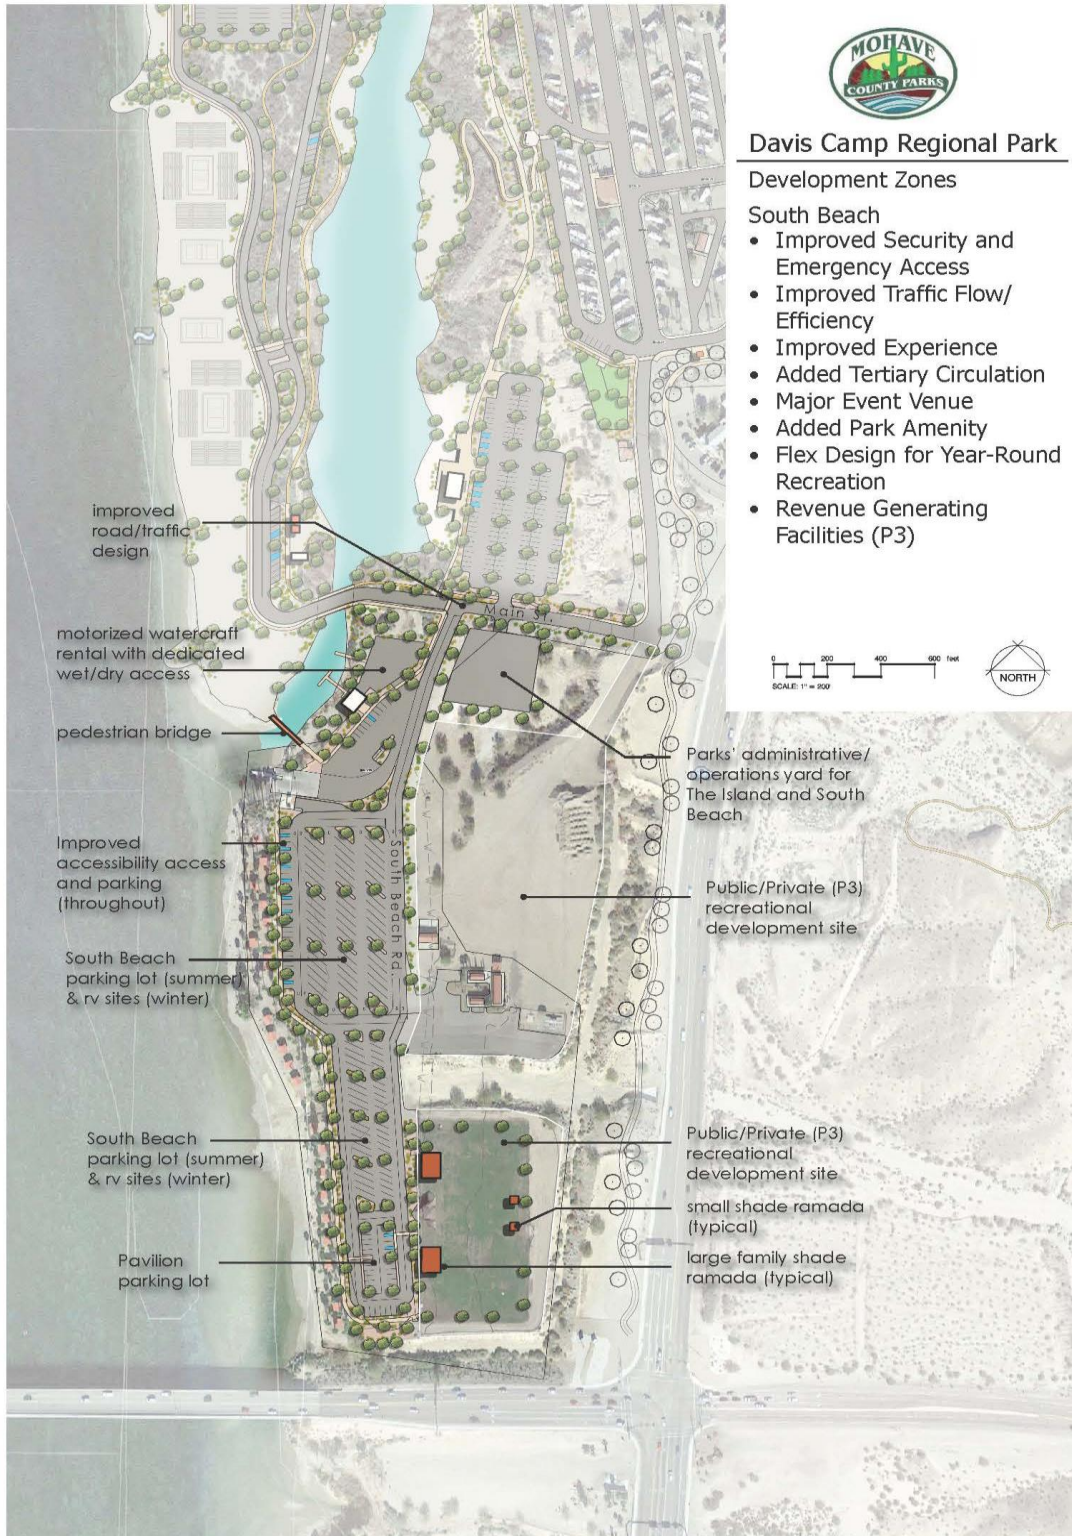 MOHAVE
COUNTY PARKS
Davis Camp Regional Park
Development Zones
South Beach
• Improved Security and
Emergency Access
• Improved Traffic Flow/
Efficiency
• Improved Experience
• Added Tertiary Circulation
• Major Event Venue
• Added Park Amenity
• Flex Design for Year-Round
Recreation
• Revenue Generating
Facilities (P3)
0 200 400 600 feet
SCALE: 1" = 200'
NORTH
improved
road/traffic
design
Main St.
motorized watercraft
rental with dedicated
wet/dry access
pedestrian bridge
Parks' administrative/
operations yard for
The Island and South
Beach
Improved
accessibility access
and parking
(throughout)
South Beach Rd.
Public/Private (P3)
recreational
development site
South Beach
parking lot (summer)
& rv sites (winter)
South Beach
parking lot (summer)
& rv sites (winter)
Public/Private (P3)
recreational
development site
small shade ramada
(typical)
large family shade
ramada (typical)
Pavilion
parking lot